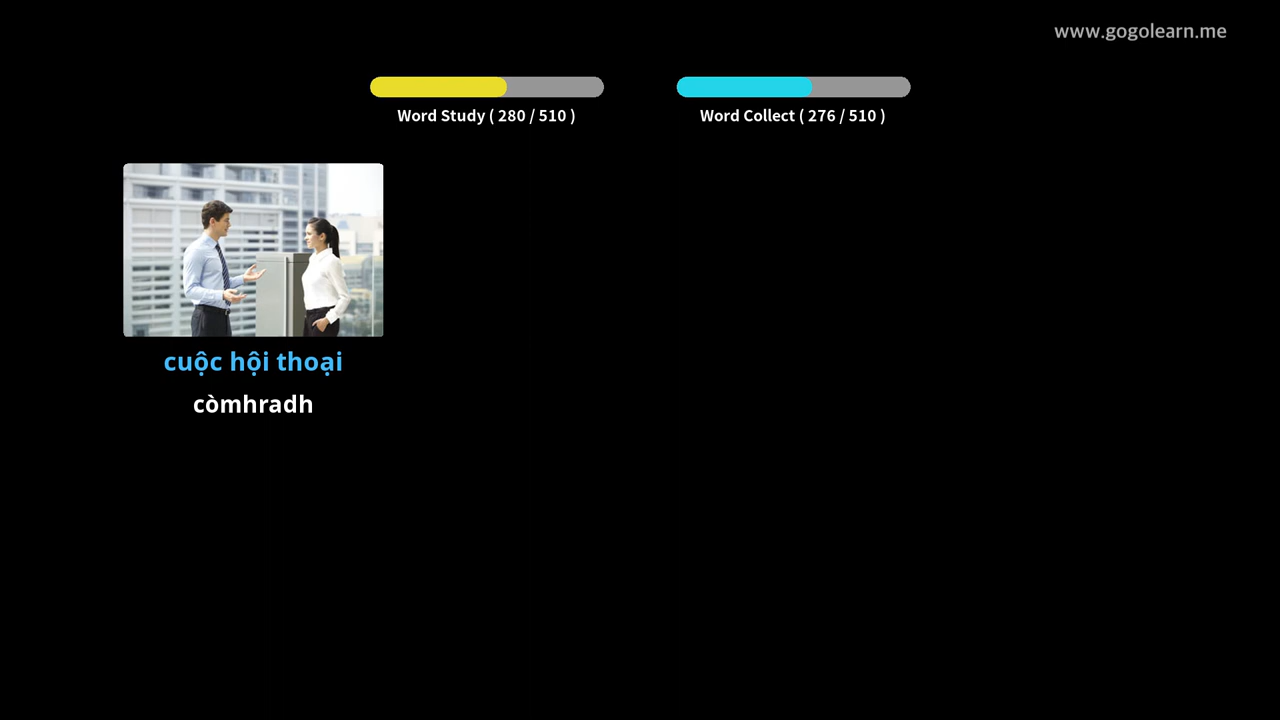 www.gogolearn.me
Word Study ( 280 / 510 )
Word Collect ( 276 / 510 )
cuộc hội thoại
còmhradh